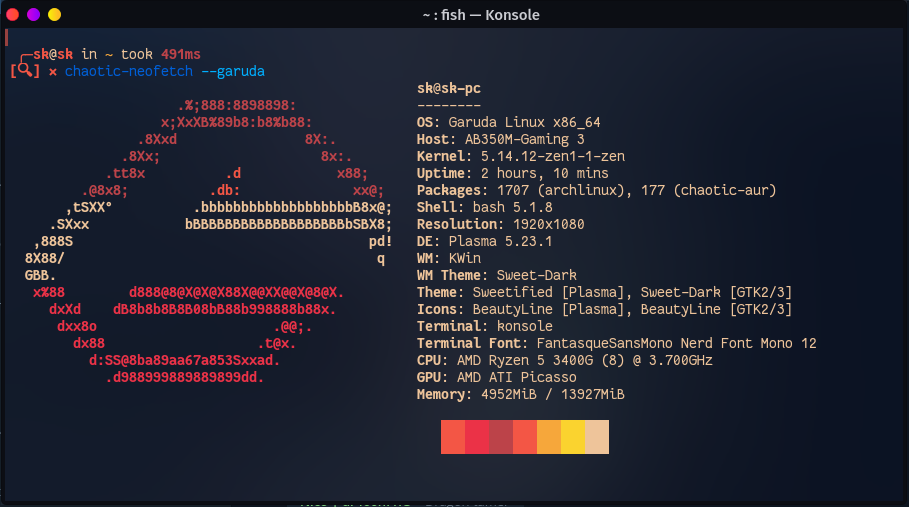 ~ : fish — Konsole
╭─sk@sk in ~ took 491ms
[🔍] × chaotic-neofetch --garuda
sk@sk-pc
--------
.%;888:8898898:
OS: Garuda Linux x86_64
x;XxXB%89b8:b8%b88:
Host: AB350M-Gaming 3
.8Xxd 8X:.
Kernel: 5.14.12-zen1-1-zen
.8Xx; 8x:.
Uptime: 2 hours, 10 mins
.tt8x .d x88;
Packages: 1707 (archlinux), 177 (chaotic-aur)
.@8x8; .db: xx@;
Shell: bash 5.1.8
,tSXX° .bbbbbbbbbbbbbbbbbbbB8x@;
Resolution: 1920x1080
.SXxx bBBBBBBBBBBBBBBBBBBBbSBX8;
DE: Plasma 5.23.1
,888S pd!
WM: KWin
8X88/ q
WM Theme: Sweet-Dark
GBB.
Theme: Sweetified [Plasma], Sweet-Dark [GTK2/3]
x%88 d888@8@X@X@X88X@@XX@@X@8@X.
Icons: BeautyLine [Plasma], BeautyLine [GTK2/3]
dxXd dB8b8b8B8B08bB88b998888b88x.
Terminal: konsole
dxx8o .@@;.
Terminal Font: FantasqueSansMono Nerd Font Mono 12
dx88 .t@x.
CPU: AMD Ryzen 5 3400G (8) @ 3.700GHz
d:SS@8ba89aa67a853Sxxad.
GPU: AMD ATI Picasso
.d988999889889899dd.
Memory: 4952MiB / 13927MiB